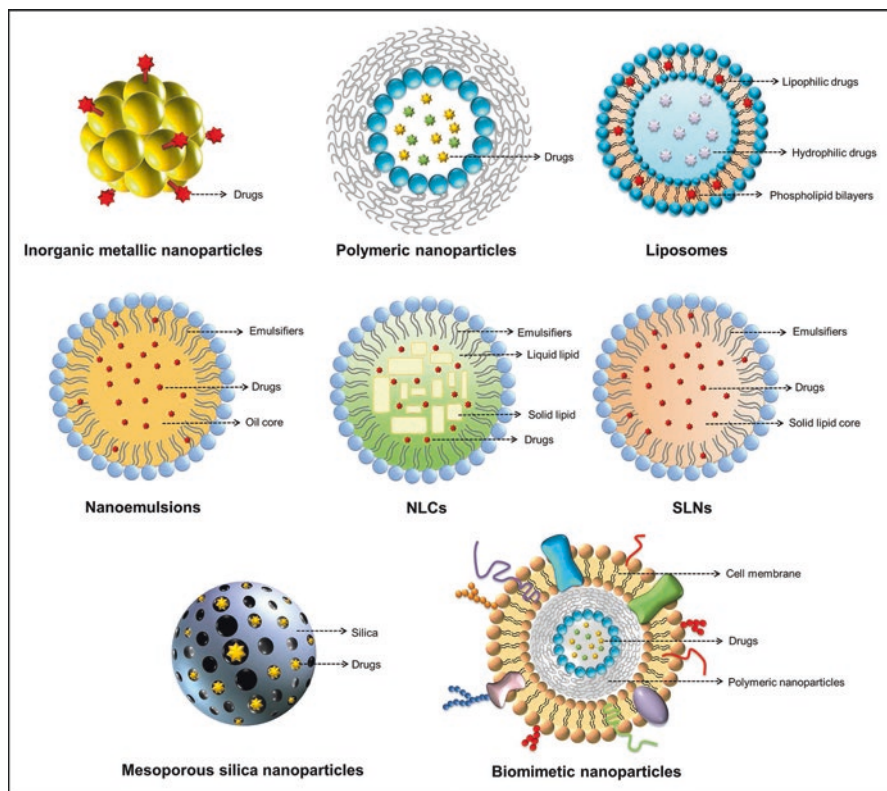 Drugs
Inorganic metallic nanoparticles
Drugs
Polymeric nanoparticles
Lipophilic drugs
Hydrophilic drugs
Phospholipid bilayers
Liposomes
Emulsifiers
Drugs
Oil core
Nanoemulsions
Emulsifiers
Liquid lipid
Solid lipid
Drugs
NLCs
Emulsifiers
Drugs
Solid lipid core
SLNs
Silica
Drugs
Mesoporous silica nanoparticles
Cell membrane
Drugs
Polymeric nanoparticles
Biomimetic nanoparticles